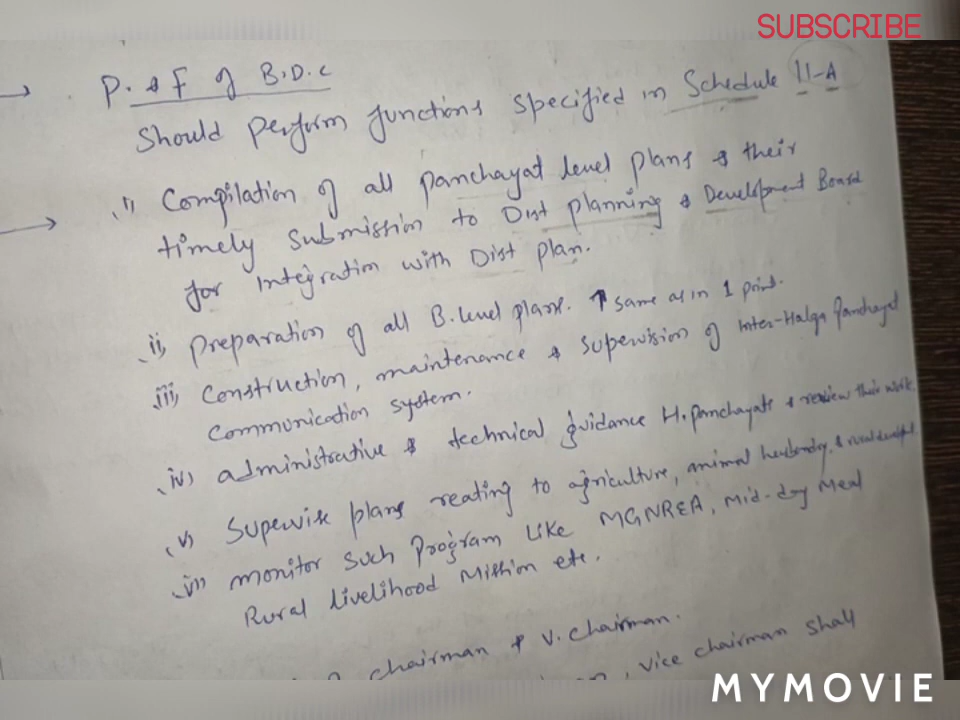 SUBSCRIBE
P. & F of B.D.C
Should perform functions specified in Schedule II-A
i) Compilation of all panchayat level plans & their
timely submission to Dist planning & Development Board
for Integration with Dist plan.
ii) preparation of all B.level plans. ↑ same as in 1 point.
iii) Construction, maintenance & supervision of Inter-Halqa Panchayat
Communication system.
iv) administrative & technical guidance H.panchayats & review their work.
v) Supervise plans reating to agriculture, animal husbandry, &
vi) monitor such Program Like MGNREA, Mid-day Meal
Rural livelihood Mission etc.
chairman & V. chairman.
, vice chairman shall
MYMOVIE